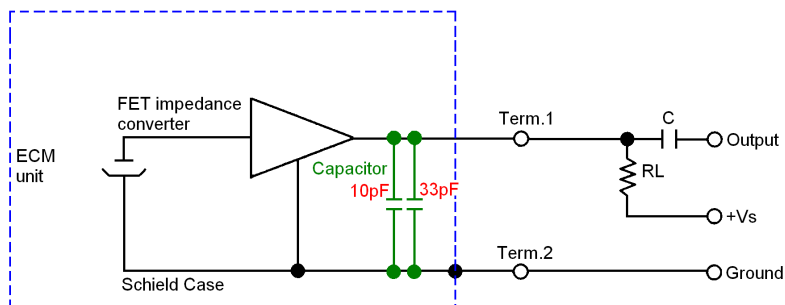 FET impedance
converter
ECM
unit
Capacitor
10pF
33pF
Schield Case
Term.1
C
Output
RL
+Vs
Term.2
Ground